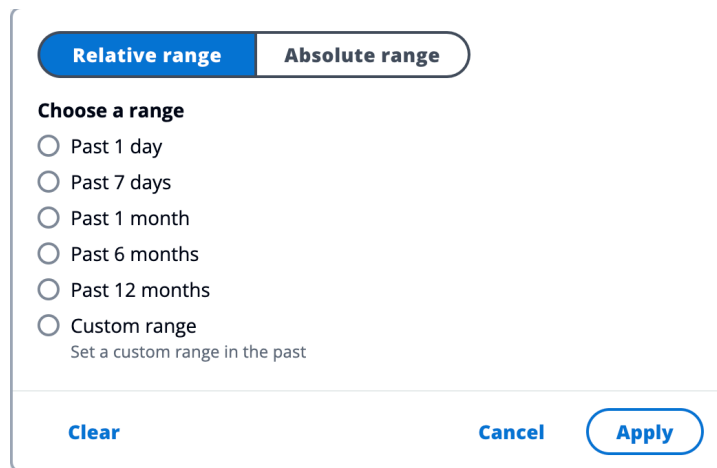 Relative range Absolute range
Choose a range
Past 1 day
Past 7 days
Past 1 month
Past 6 months
Past 12 months
Custom range
Set a custom range in the past
Clear Cancel Apply